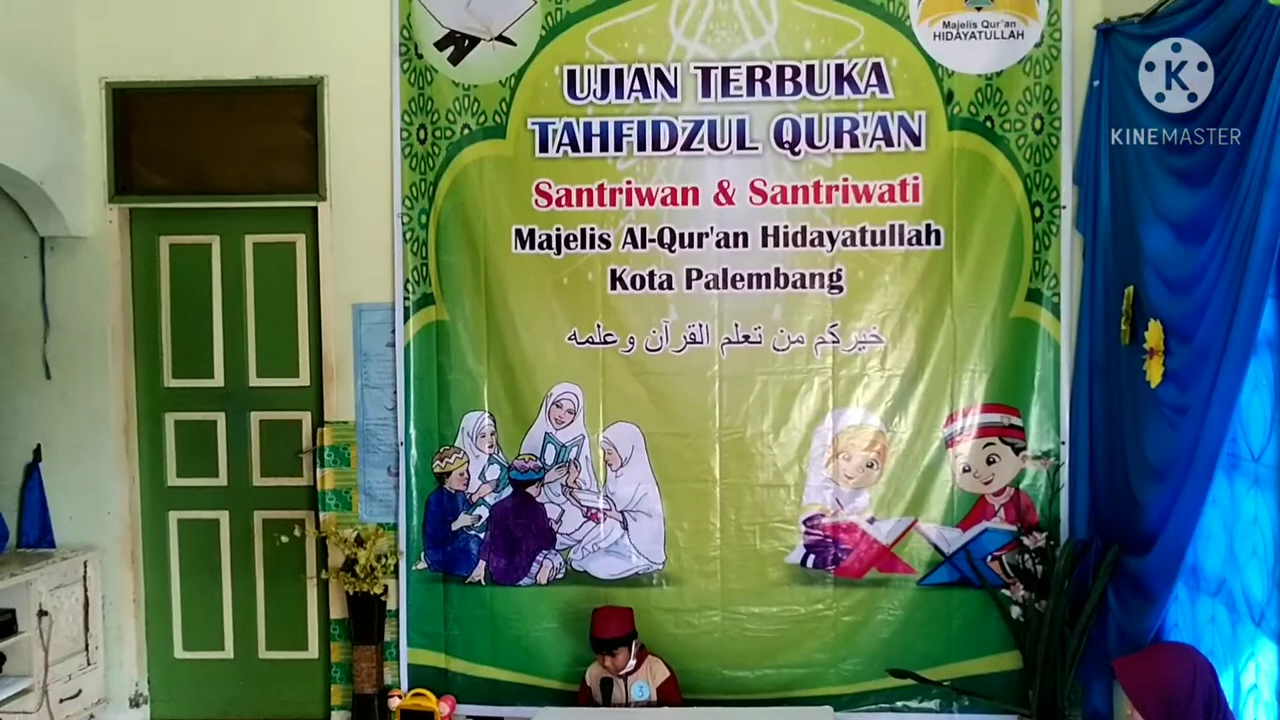 Majelis Qur'an
HIDAYATULLAH
UJIAN TERBUKA
TAHFIDZUL QUR'AN
Santriwan & Santriwati
Majelis Al-Qur'an Hidayatullah
Kota Palembang
خيركم من تعلم القرآن وعلمه
3
K
KINEMASTER